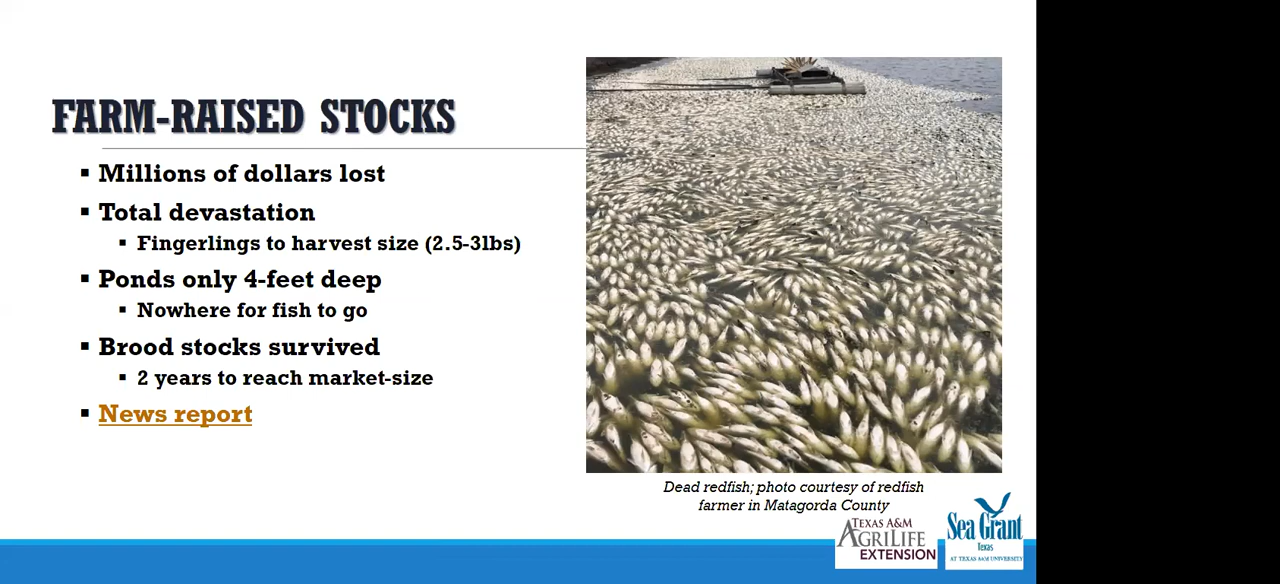 FARM-RAISED STOCKS
▪ Millions of dollars lost
▪ Total devastation
▪ Fingerlings to harvest size (2.5-3lbs)
▪ Ponds only 4-feet deep
▪ Nowhere for fish to go
▪ Brood stocks survived
▪ 2 years to reach market-size
▪ News report
Dead redfish; photo courtesy of redfish
farmer in Matagorda County
TEXAS A&M
AGRILIFE
EXTENSION
Sea Grant
Texas
AT TEXAS A&M UNIVERSITY